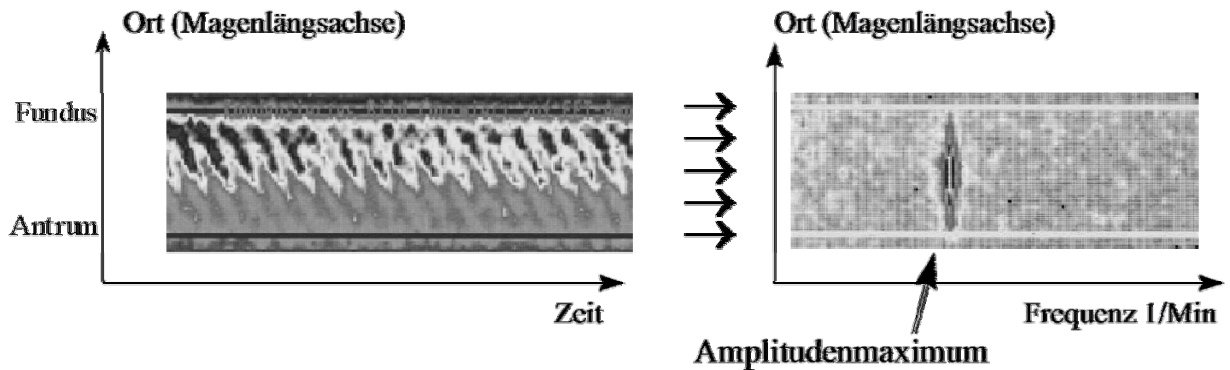 Ort (Magenlängsachse)
Fundus
Antrum
Zeit
Ort (Magenlängsachse)
Frequenz 1/Min
Amplitudenmaximum